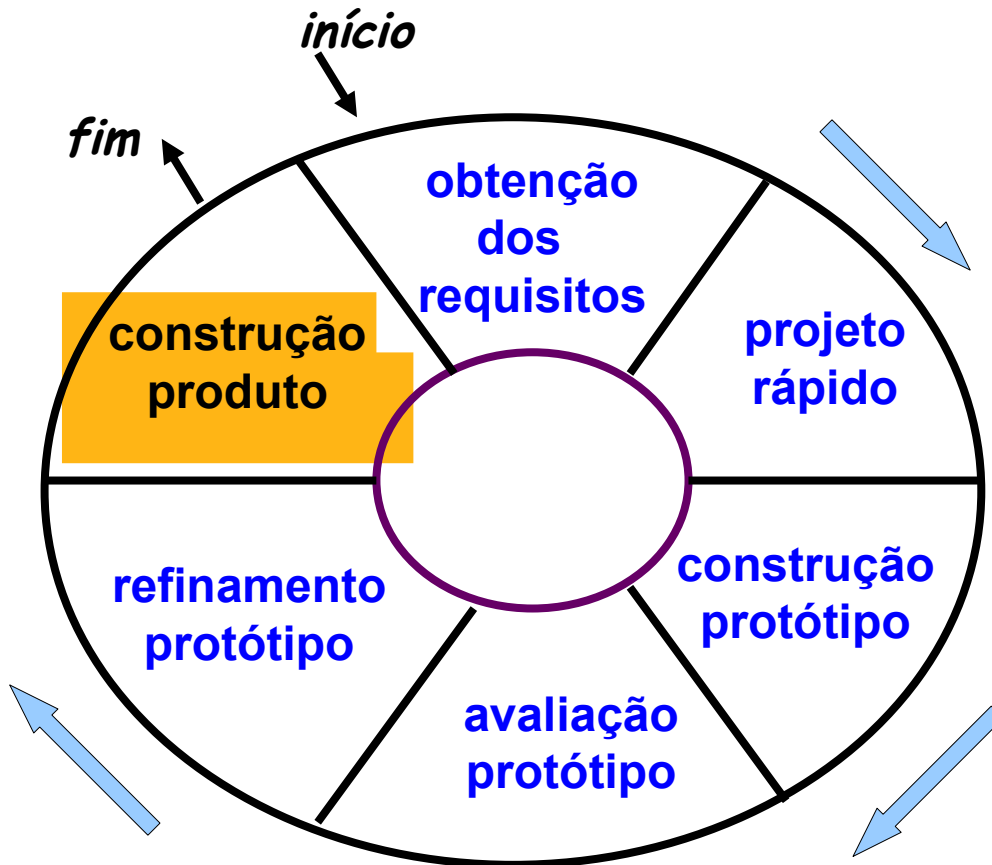 início
fim
obtenção
dos
requisitos
projeto
rápido
construção
protótipo
avaliação
protótipo
refinamento
protótipo
construção
produto